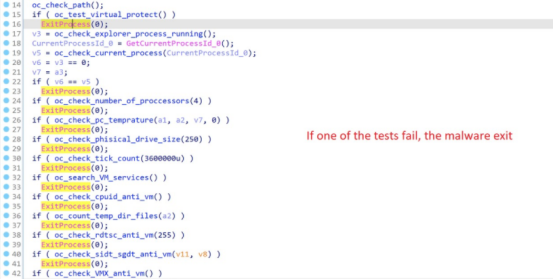 14 oc_check_path();
15 if ( oc_test_virtual_protect() )
16 ExitProcess(0);
17 v3 = oc_check_explorer_process_running();
18 CurrentProcessId_0 = GetCurrentProcessId_0();
19 v5 = oc_check_current_process(CurrentProcessId_0);
20 v6 = v3 == 0;
21 v7 = a3;
22 if ( v6 == v5 )
23 ExitProcess(0);
24 if ( oc_check_number_of_proccessors(4) )
25 ExitProcess(0);
26 if ( oc_check_pc_temprature(a1, a2, v7, 0) )
27 ExitProcess(0);
28 if ( oc_check_phisical_drive_size(250) )
29 ExitProcess(0);
If one of the tests fail, the malware exit
30 if ( oc_check_tick_count(3600000u) )
31 ExitProcess(0);
32 if ( oc_search_VM_services() )
33 ExitProcess(0);
34 if ( oc_check_cpuid_anti_vm() )
35 ExitProcess(0);
36 if ( oc_count_temp_dir_files(a2) )
37 ExitProcess(0);
38 if ( oc_check_rdtsc_anti_vm(255) )
39 ExitProcess(0);
40 if ( oc_check_sidt_sgdt_anti_vm(v11, v8) )
41 ExitProcess(0);
42 if ( oc_check_VMX_anti_vm() )